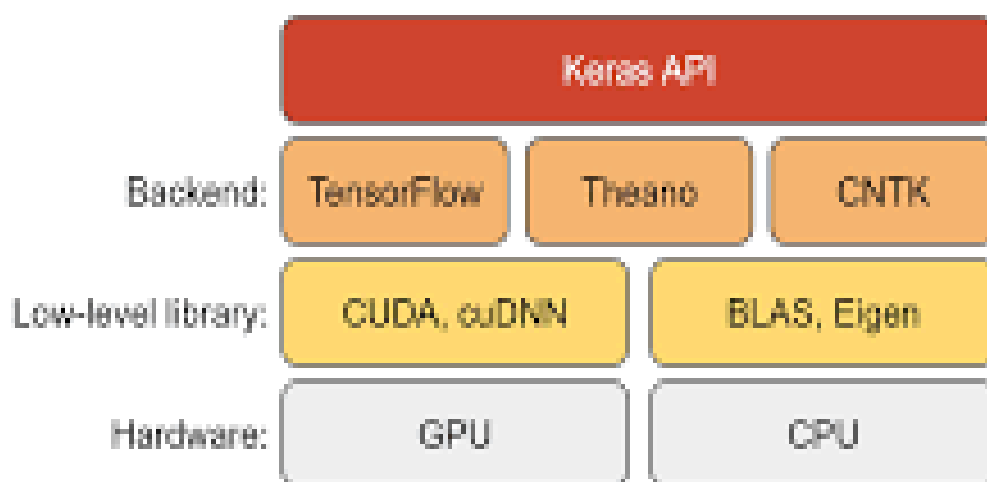 Keras API
Backend: TensorFlow Theano CNTK
Low-level library: CUDA, cuDNN BLAS, Eigen
Hardware: GPU CPU